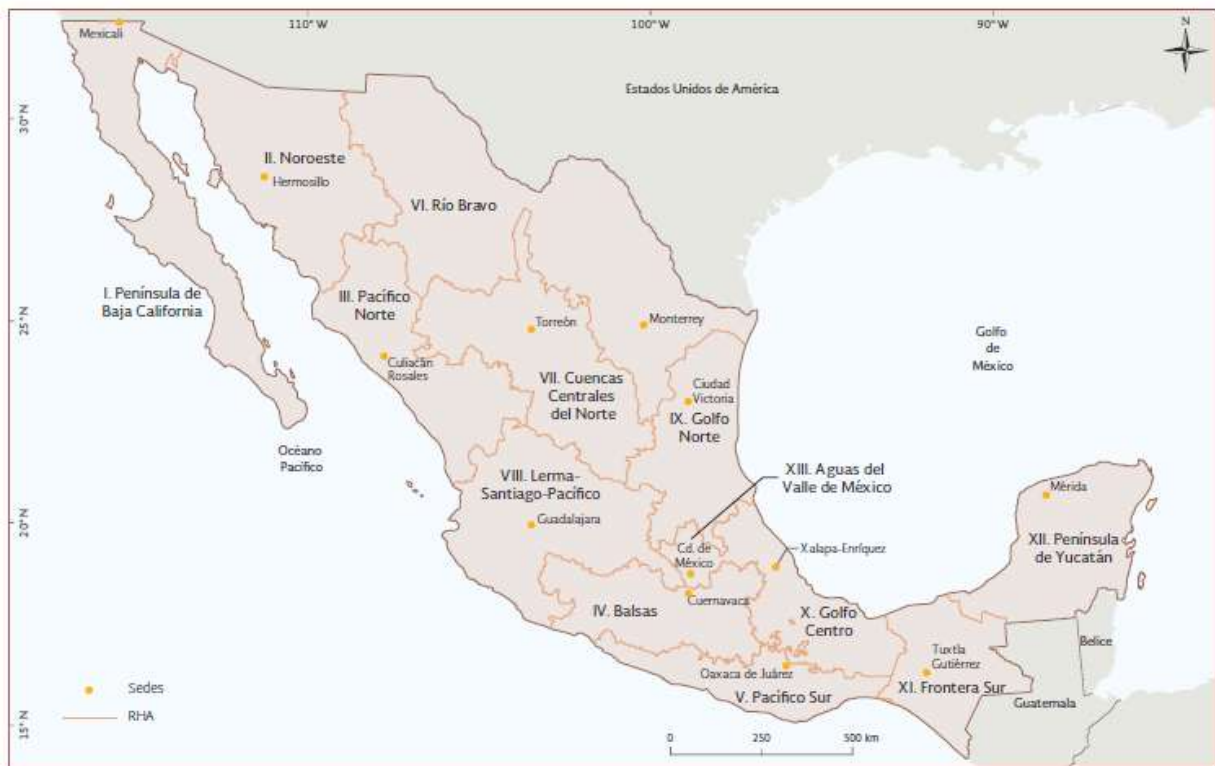 110° W
100° W
90° W
N
Mexicali
Estados Unidos de América
30° N
II. Noroeste
Hermosillo
VI. Río Bravo
I. Península de
Baja California
III. Pacífico
Norte
25° N
Torreón
Monterrey
Golfo
de
México
Culiacán
Rosales
VII. Cuencas
Centrales
del Norte
Ciudad
Victoria
IX. Golfo
Norte
Océano
Pacífico
VIII. Lerma-
Santiago-Pacífico
XIII. Aguas del
Valle de México
Mérida
20° N
Guadalajara
Cd. de
México
Xalapa-Enríquez
XII. Península
de Yucatán
Cuernavaca
IV. Balsas
X. Golfo
Centro
Belice
Tuxtla
Gutiérrez
Oaxaca de Juárez
XI. Frontera Sur
V. Pacífico Sur
Guatemala
Sedes
RHA
15° N
0
250
500 km